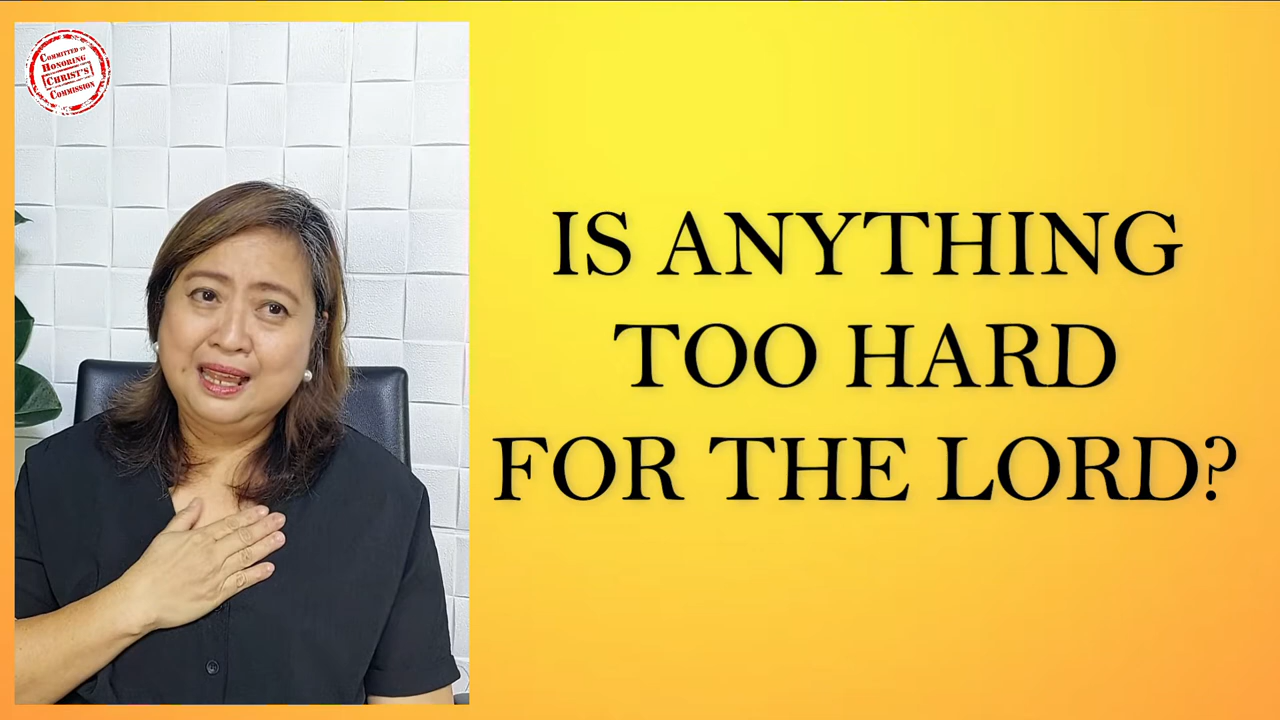 COMMITTED TO
HONORING
CHRIST'S
COMMISSION
IS ANYTHING
TOO HARD
FOR THE LORD?